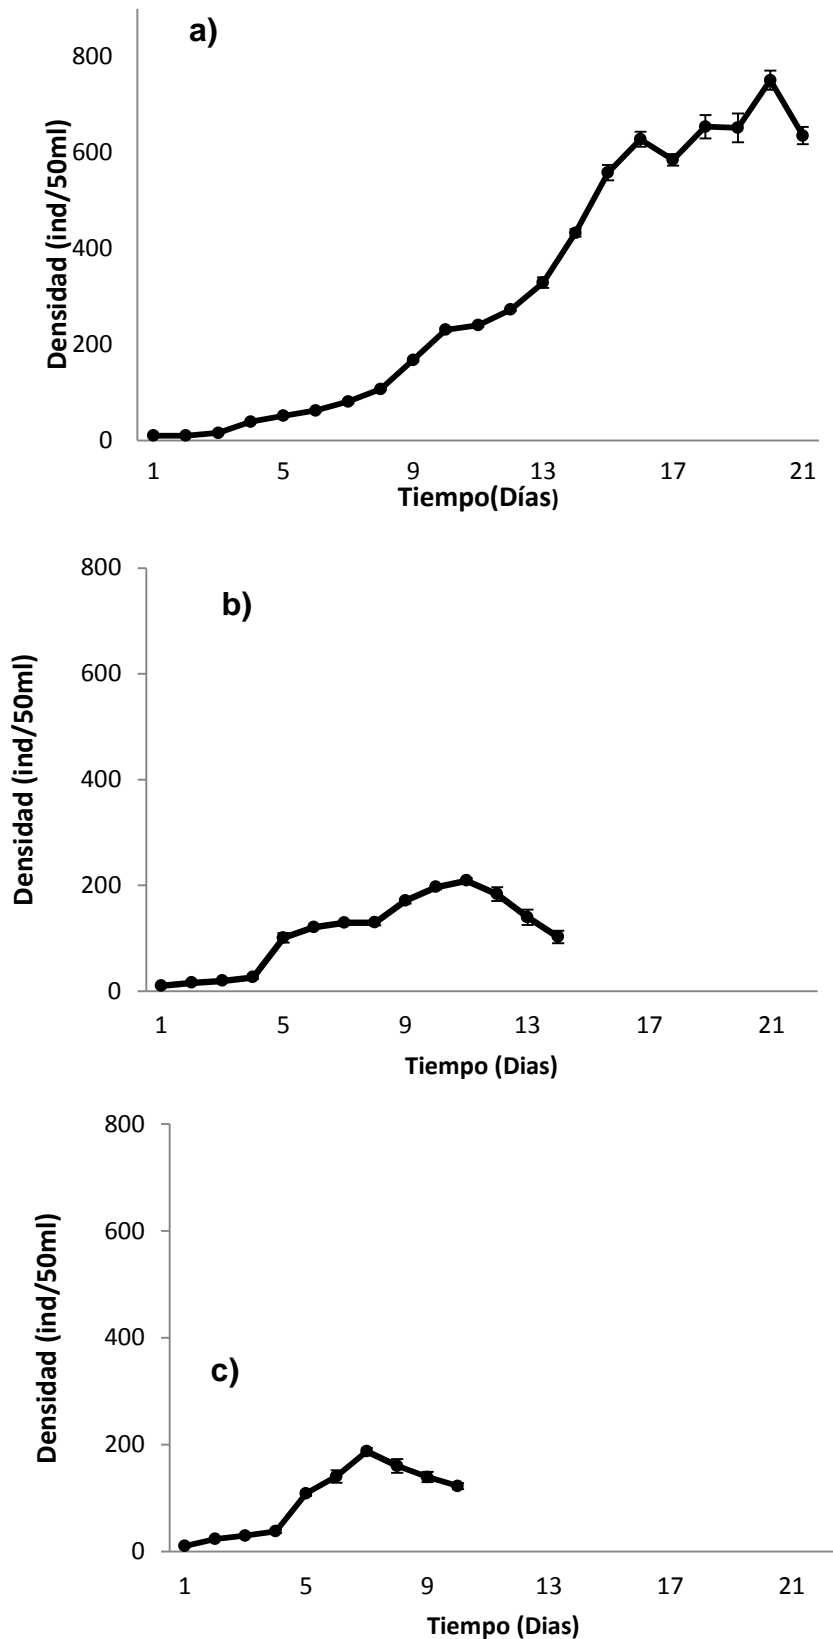 a)
800
600
400
200
0
Densidad (ind/50ml)
1 5 9 13 17 21
Tiempo(Días)
b)
800
600
400
200
0
Densidad (ind/50ml)
1 5 9 13 17 21
Tiempo (Dias)
c)
800
600
400
200
0
Densidad (ind/50ml)
1 5 9 13 17 21
Tiempo (Dias)